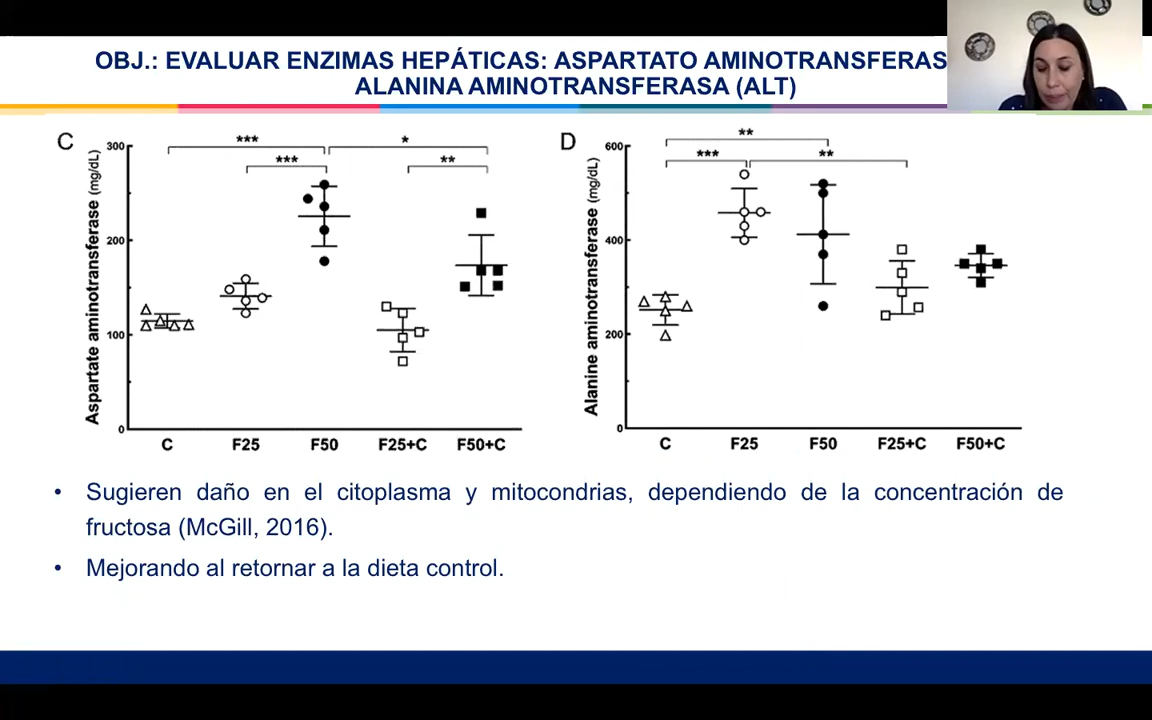 OBJ.: EVALUAR ENZIMAS HEPÁTICAS: ASPARTATO AMINOTRANSFERAS
ALANINA AMINOTRANSFERASA (ALT)
C
Aspartate aminotransferase (mg/dL)
300
200
100
0
***
*
***
**
C F25 F50 F25+C F50+C
D
Alanine aminotransferase (mg/dL)
600
400
200
0
**
***
**
C F25 F50 F25+C F50+C
• Sugieren daño en el citoplasma y mitocondrias, dependiendo de la concentración de
fructosa (McGill, 2016).
• Mejorando al retornar a la dieta control.